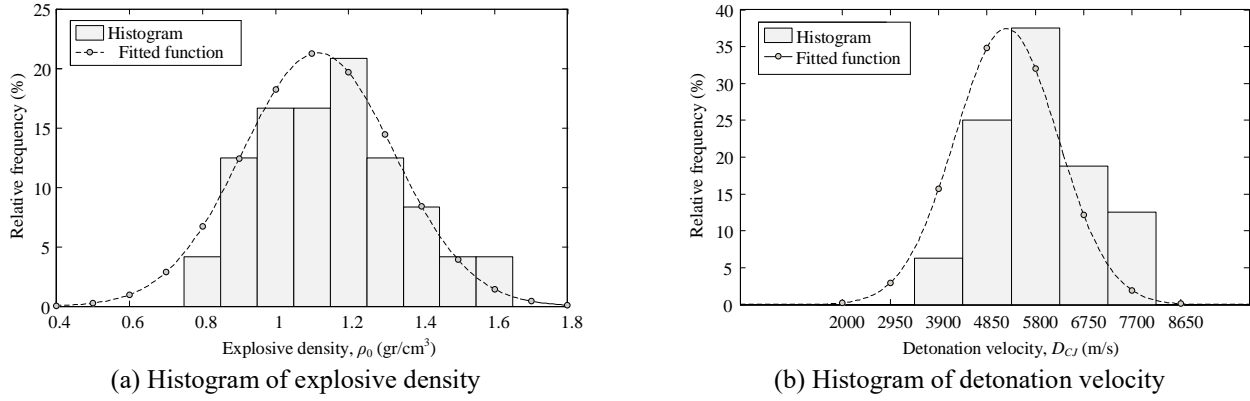 25
20
15
10
5
0
Relative frequency (%)
Histogram
Fitted function
0.4 0.6 0.8 1 1.2 1.4 1.6 1.8
Explosive density, ρ0 (gr/cm3)
(a) Histogram of explosive density
40
35
30
25
20
15
10
5
0
Relative frequency (%)
Histogram
Fitted function
2000 2950 3900 4850 5800 6750 7700 8650
Detonation velocity, DCJ (m/s)
(b) Histogram of detonation velocity